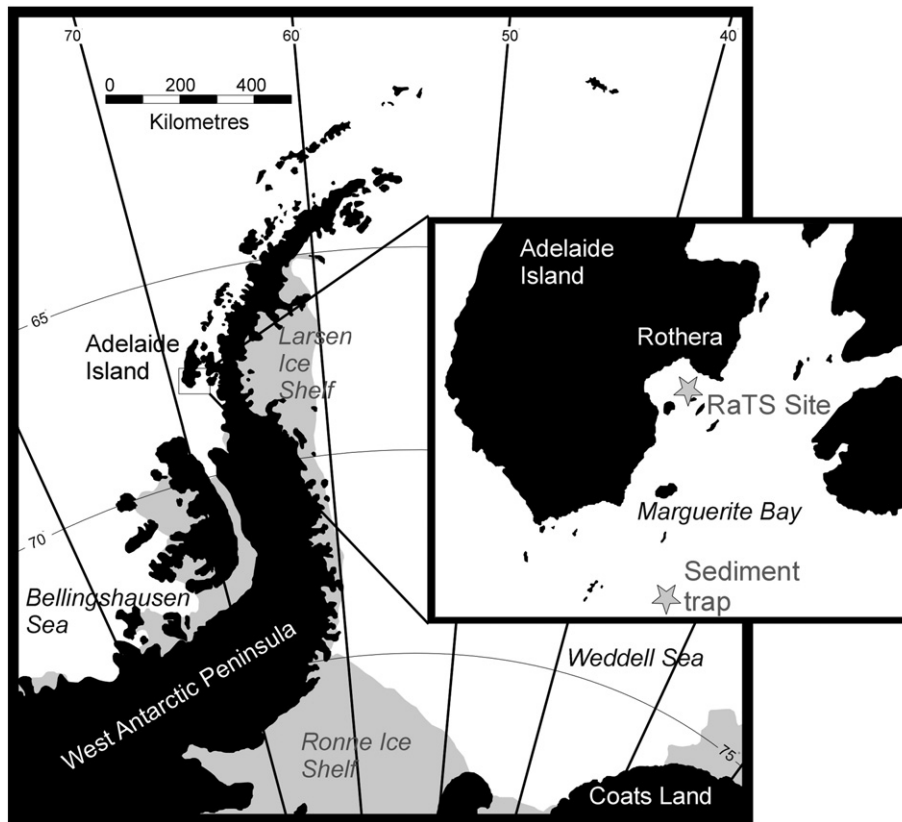 70
60
50
40
0 200 400
Kilometres
65°
Adelaide
Island
Larsen
Ice
Shelf
Adelaide
Island
Rothera
RaTS Site
Marguerite Bay
Sediment
trap
70°
Bellingshausen
Sea
West Antarctic Peninsula
Weddell Sea
Ronne Ice
Shelf
75°
Coats Land